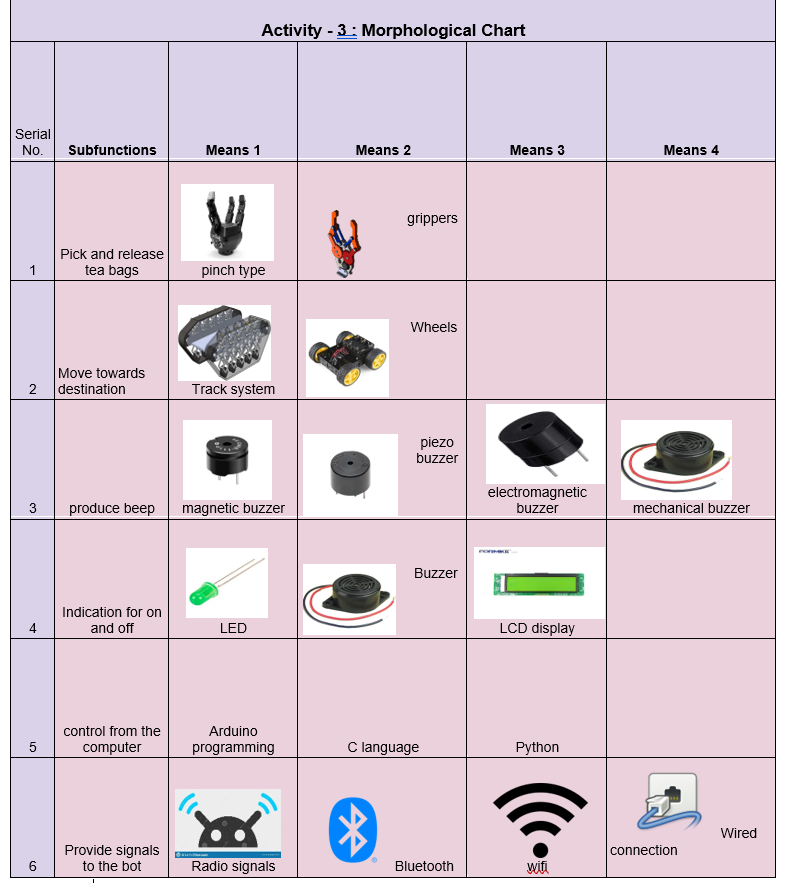 Activity - 3 : Morphological Chart
Serial
No.
Subfunctions
Means 1
Means 2
Means 3
Means 4
1
Pick and release
tea bags
pinch type
grippers
2
Move towards
destination
Track system
Wheels
3
produce beep
magnetic buzzer
piezo
buzzer
electromagnetic
buzzer
mechanical buzzer
4
Indication for on
and off
LED
Buzzer
LCD display
5
control from the
computer
Arduino
programming
C language
Python
6
Provide signals
to the bot
Radio signals
Bluetooth
wifi
Wired
connection